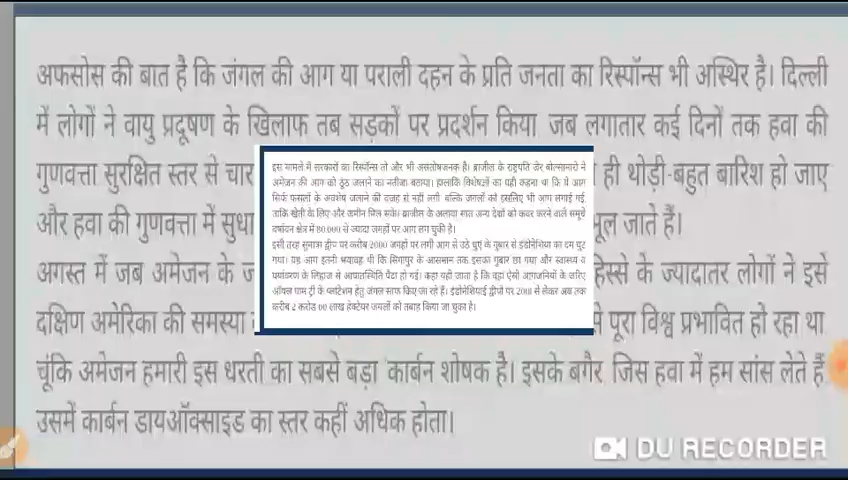 अफसोस की बात है कि जंगल की आग या पराली दहन के प्रति जनता का रिस्पॉन्स भी अस्थिर है। दिल्ली
में लोगों ने वायु प्रदूषण के खिलाफ तब सड़कों पर प्रदर्शन किया, जब लगातार कई दिनों तक हवा की
गुणवत्ता सुरक्षित स्तर से चार ही थोड़ी-बहुत बारिश हो जाए
और हवा की गुणवत्ता में सुधा भूल जाते हैं।
अगस्त में जब अमेजन के ज हिस्से के ज्यादातर लोगों ने इसे
दक्षिण अमेरिका की समस्या से पूरा विश्व प्रभावित हो रहा था
चूंकि अमेजन हमारी इस धरती का सबसे बड़ा कार्बन शोषक है। इसके बगैर, जिस हवा में हम सांस लेते हैं
उसमें कार्बन डायऑक्साइड का स्तर कहीं अधिक होता।
इस मामले में सरकारों का रिस्पॉन्स तो और भी असंतोषजनक है। ब्राजील के राष्ट्रपति जेर बोल्सोनारो ने
अमेजन की आग को ठूंठ जलाने का नतीजा बताया। हालांकि विशेषज्ञों का यही कहना था कि ये आग
सिर्फ फसलों के अवशेष जलाने की वजह से नहीं लगी, बल्कि जंगलों को इसलिए भी आग लगाई गई,
ताकि खेती के लिए और जमीन मिल सके। ब्राजील के अलावा सात अन्य देशों को कवर करने वाले समूचे
वर्षावन क्षेत्र में 80,000 से ज्यादा जगहों पर आग लग चुकी है।
इसी तरह सुमात्रा द्वीप पर करीब 2000 जगहों पर लगी आग से उठे धुएं के गुबार से इंडोनेशिया का दम घुट
गया। यह आग इतनी भयावह थी कि सिंगापुर के आसमान तक इसका गुबार छा गया और स्वास्थ्य व
पर्यावरण के लिहाज से आपातस्थिति पैदा हो गई। कहा यही जाता है कि वहां ऐसी आगजनियों के जरिए
ऑयल पाम ट्री के प्लांटेशन हेतु जंगल साफ किए जा रहे हैं। इंडोनेशियाई द्वीपों पर से लेकर अब तक
करीब 2 करोड़ 60 लाख हेक्टेयर जंगलों को तबाह किया जा चुका है।
DU RECORDER